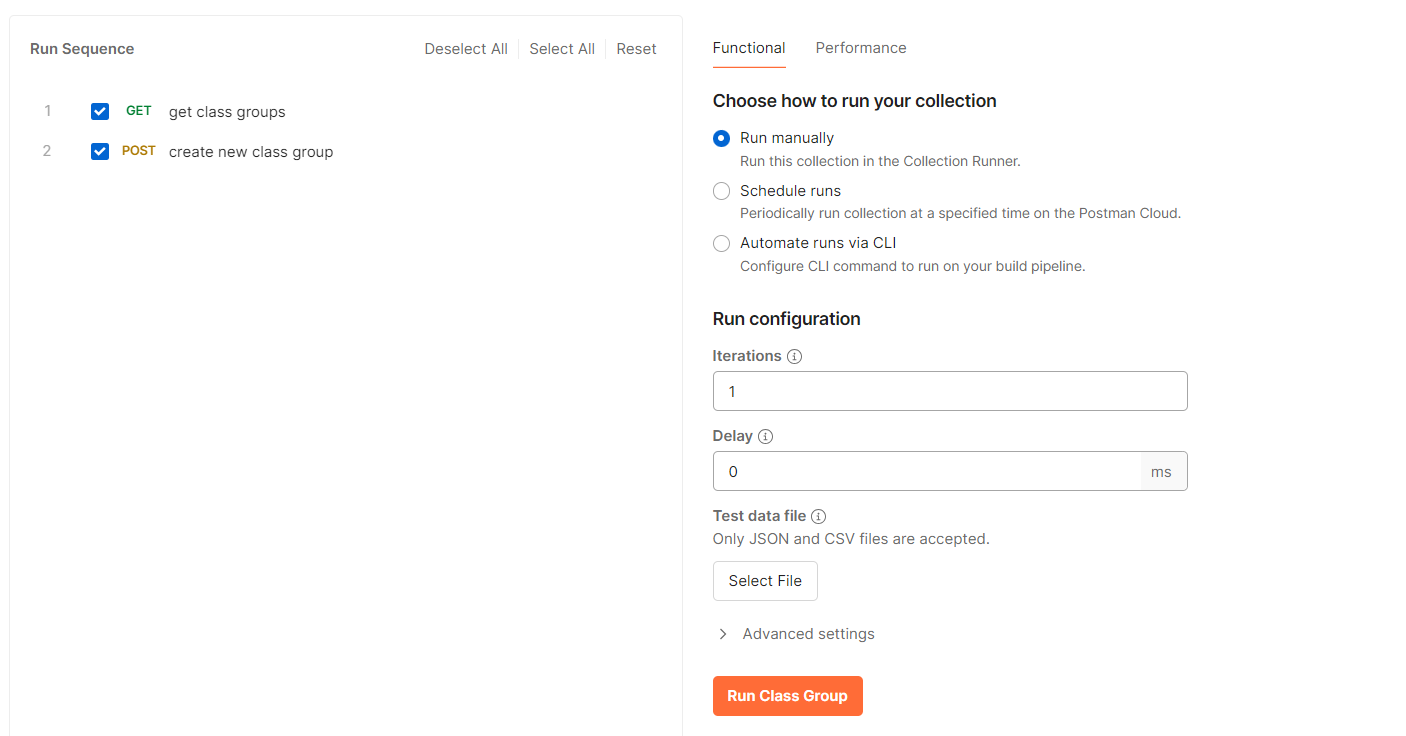 Run Sequence
Deselect All
Select All
Reset
1 GET get class groups
2 POST create new class group
Functional
Performance
Choose how to run your collection
Run manually
Run this collection in the Collection Runner.
Schedule runs
Periodically run collection at a specified time on the Postman Cloud.
Automate runs via CLI
Configure CLI command to run on your build pipeline.
Run configuration
Iterations
1
Delay
0 ms
Test data file
Only JSON and CSV files are accepted.
Select File
Advanced settings
Run Class Group